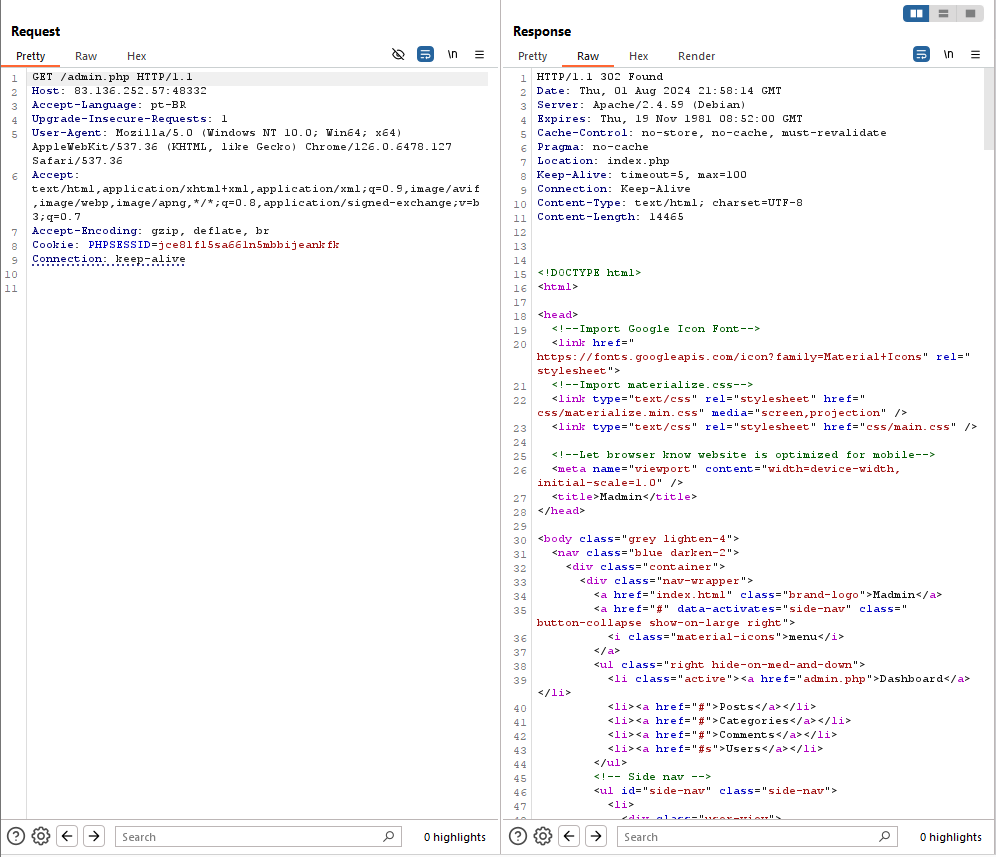 Request
Pretty Raw Hex \n
1 GET /admin.php HTTP/1.1
2 Host: 83.136.252.57:48332
3 Accept-Language: pt-BR
4 Upgrade-Insecure-Requests: 1
5 User-Agent: Mozilla/5.0 (Windows NT 10.0; Win64; x64)
AppleWebKit/537.36 (KHTML, like Gecko) Chrome/126.0.6478.127
Safari/537.36
6 Accept:
text/html,application/xhtml+xml,application/xml;q=0.9,image/avif
,image/webp,image/apng,*/*;q=0.8,application/signed-exchange;v=b
3;q=0.7
7 Accept-Encoding: gzip, deflate, br
8 Cookie: PHPSESSID=jce81f15sa661n5mbbijeankfk
9 Connection: keep-alive
10
11
Search
0 highlights
Response
Pretty Raw Hex Render \n
1 HTTP/1.1 302 Found
2 Date: Thu, 01 Aug 2024 21:58:14 GMT
3 Server: Apache/2.4.59 (Debian)
4 Expires: Thu, 19 Nov 1981 08:52:00 GMT
5 Cache-Control: no-store, no-cache, must-revalidate
6 Pragma: no-cache
7 Location: index.php
8 Keep-Alive: timeout=5, max=100
9 Connection: Keep-Alive
10 Content-Type: text/html; charset=UTF-8
11 Content-Length: 14465
12
13
14
15 <!DOCTYPE html>
16 <html>
17
18 <head>
19 <!--Import Google Icon Font-->
20 <link href="
https://fonts.googleapis.com/icon?family=Material+Icons" rel="
stylesheet">
21 <!--Import materialize.css-->
22 <link type="text/css" rel="stylesheet" href="
css/materialize.min.css" media="screen,projection" />
23 <link type="text/css" rel="stylesheet" href="css/main.css" />
24
25 <!--Let browser know website is optimized for mobile-->
26 <meta name="viewport" content="width=device-width,
initial-scale=1.0" />
27 <title>Madmin</title>
28 </head>
29
30 <body class="grey lighten-4">
31 <nav class="blue darken-2">
32 <div class="container">
33 <div class="nav-wrapper">
34 <a href="index.html" class="brand-logo">Madmin</a>
35 <a href="#" data-activates="side-nav" class="
button-collapse show-on-large right">
36 <i class="material-icons">menu</i>
37 </a>
38 <ul class="right hide-on-med-and-down">
39 <li class="active"><a href="admin.php">Dashboard</a>
</li>
40 <li><a href="#">Posts</a></li>
41 <li><a href="#">Categories</a></li>
42 <li><a href="#">Comments</a></li>
43 <li><a href="#s">Users</a></li>
44 </ul>
45 <!-- Side nav -->
46 <ul id="side-nav" class="side-nav">
47 <li>
<div class="user-view">
Search
0 highlights